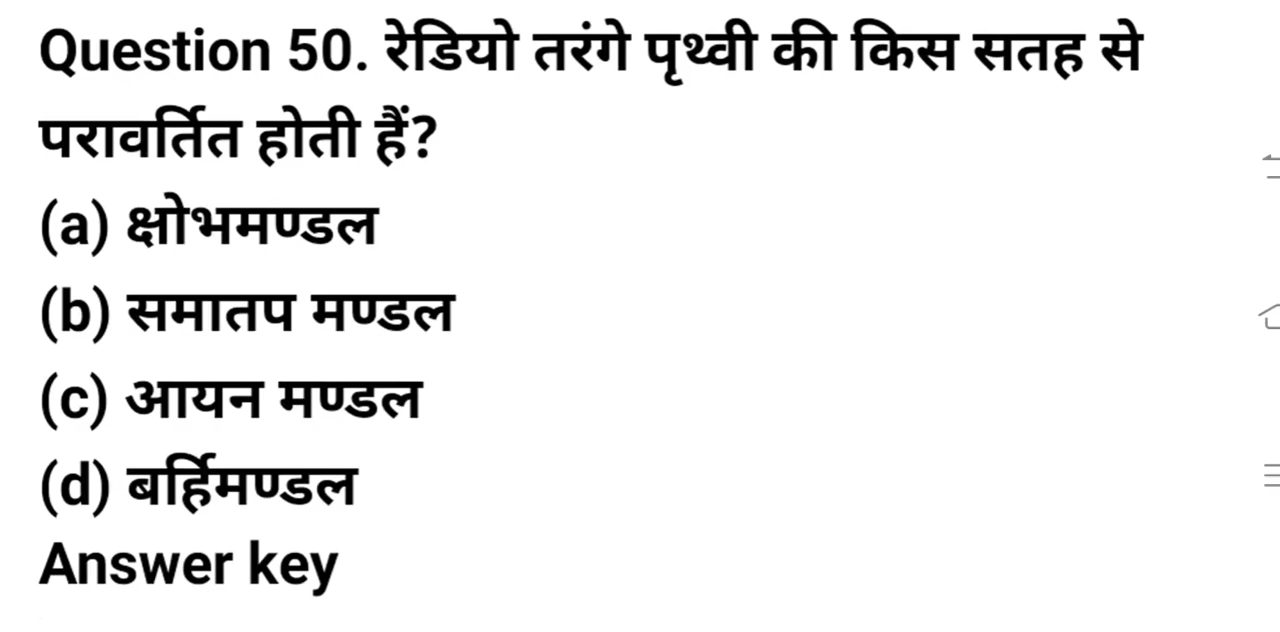 Question 50. रेडियो तरंगे पृथ्वी की किस सतह से
परावर्तित होती हैं?
(a) क्षोभमण्डल
(b) समातप मण्डल
(c) आयन मण्डल
(d) बर्हिमण्डल
Answer key